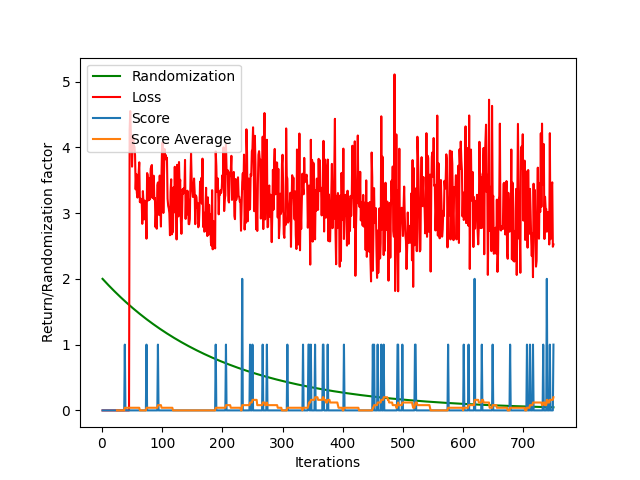 Randomization
Loss
Score
Score Average
Return/Randomization factor
5
4
3
2
1
0
0 100 200 300 400 500 600 700
Iterations